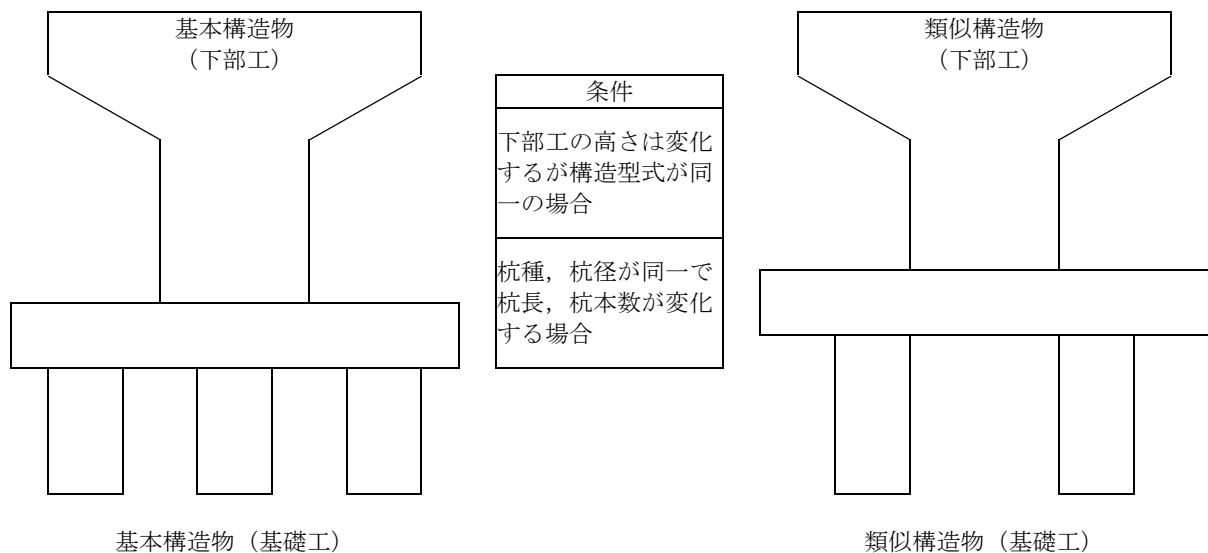 基本構造物
（下部工）
条件
下部工の高さは変化
するが構造型式が同
一の場合
杭種，杭径が同一で
杭長，杭本数が変化
する場合
類似構造物
（下部工）
基本構造物（基礎工）
類似構造物（基礎工）